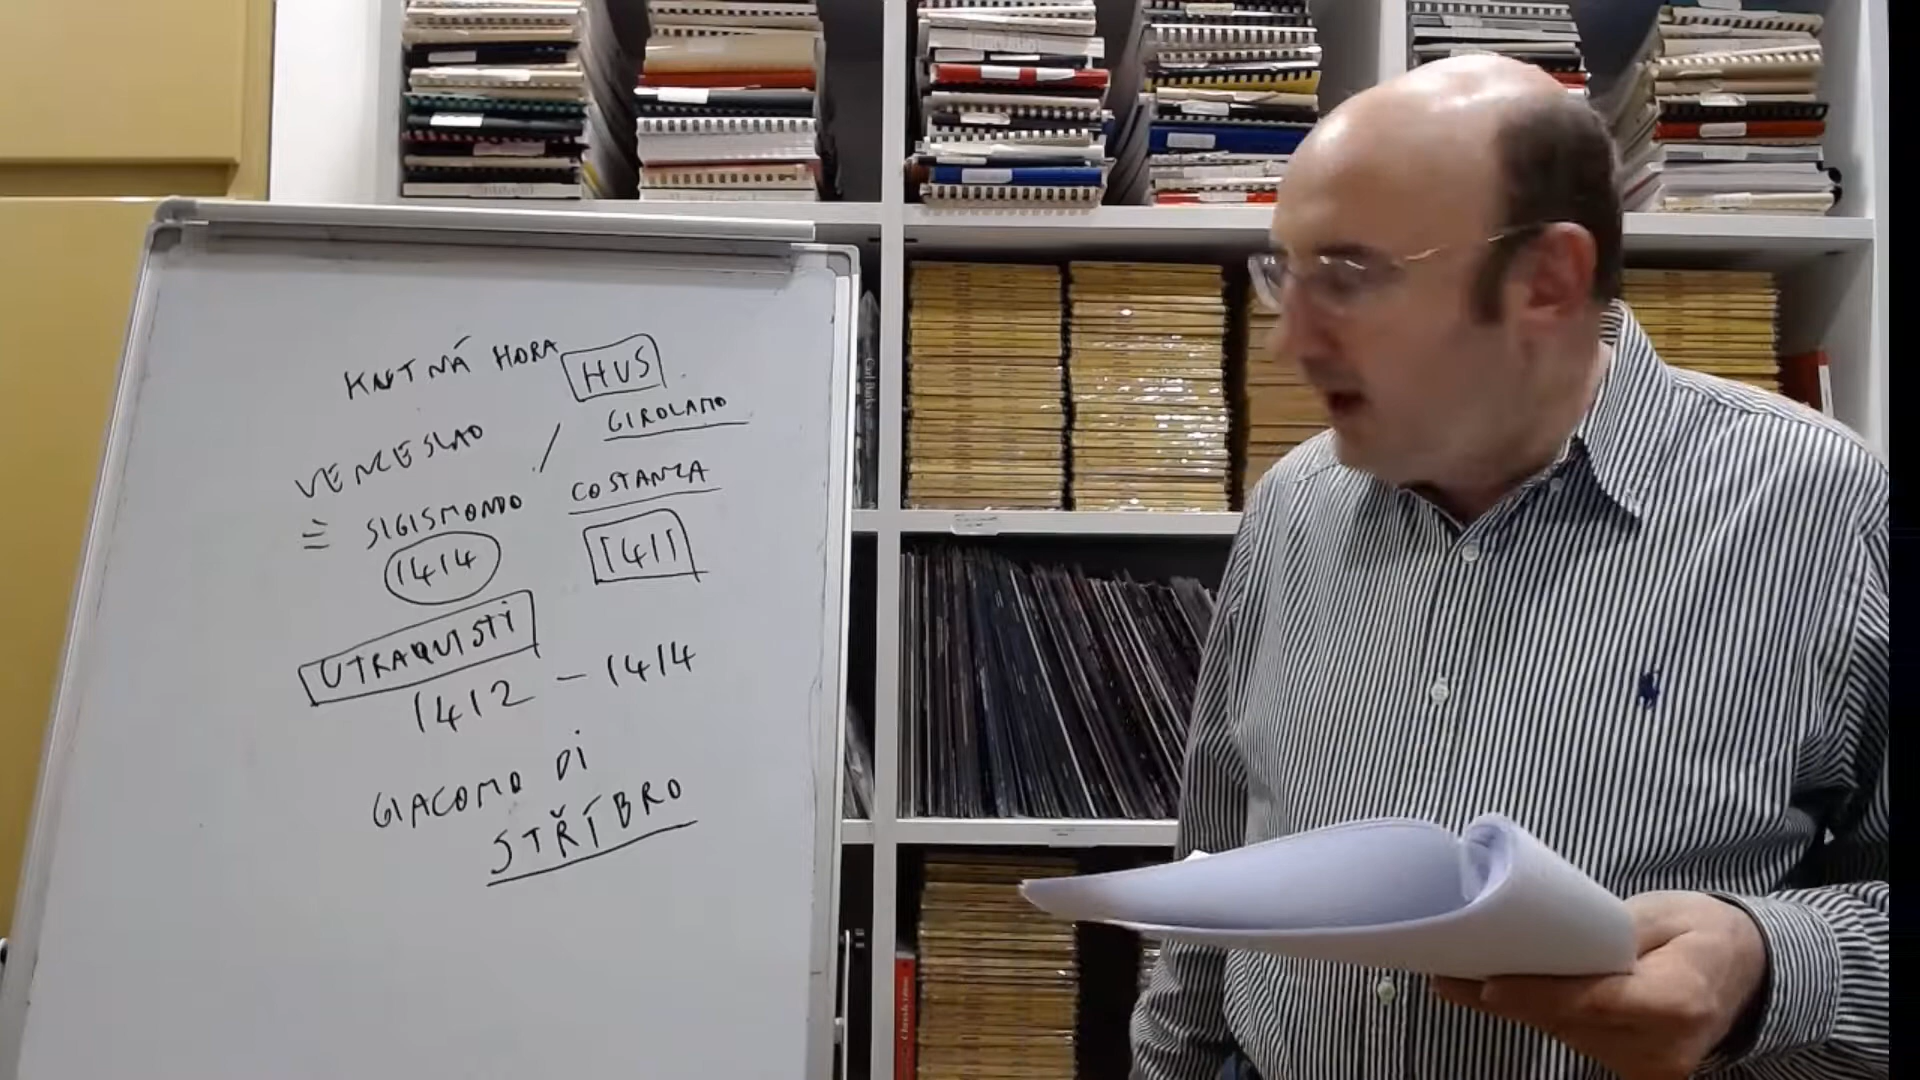 KUTNÁ HORA
HUS
GIROLAMO
VENCESLAO
SIGISMONDO
COSTANZA
1414
1411
UTRAQUISTI
1412 - 1414
GIACOMO DI
STŘÍBRO